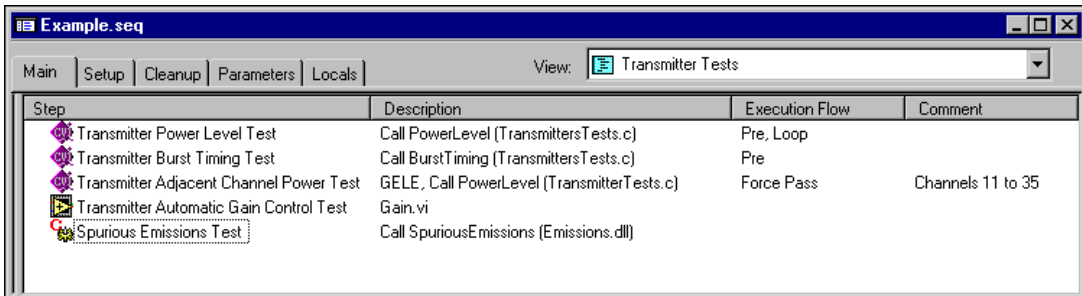 Example.seq
Main Setup Cleanup Parameters Locals View: Transmitter Tests
Step Description Execution Flow Comment
CVI Transmitter Power Level Test Call PowerLevel (TransmittersTests.c) Pre, Loop
CVI Transmitter Burst Timing Test Call BurstTiming (TransmittersTests.c) Pre
CVI Transmitter Adjacent Channel Power Test GELE, Call PowerLevel (TransmitterTests.c) Force Pass Channels 11 to 35
Transmitter Automatic Gain Control Test Gain.vi
C Spurious Emissions Test Call SpuriousEmissions (Emissions.dll)